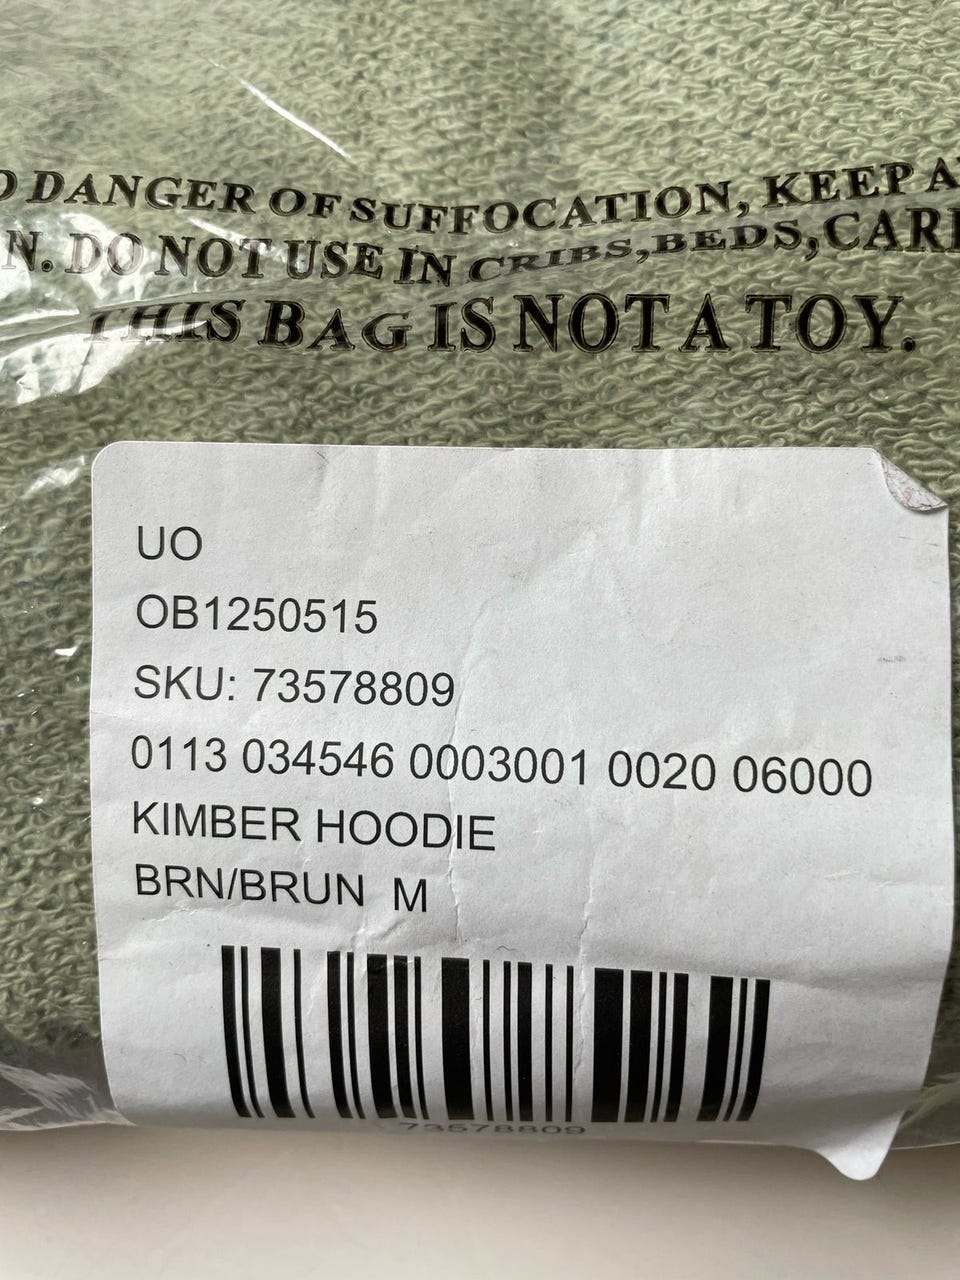 DANGER OF SUFFOCATION, KEEP
N. DO NOT USE IN CRIBS, BEDS,
THIS BAG IS NOT A TOY.
UO
OB1250515
SKU: 73578809
0113 034546 0003001 0020 06000
KIMBER HOODIE
BRN/BRUN M
73578809